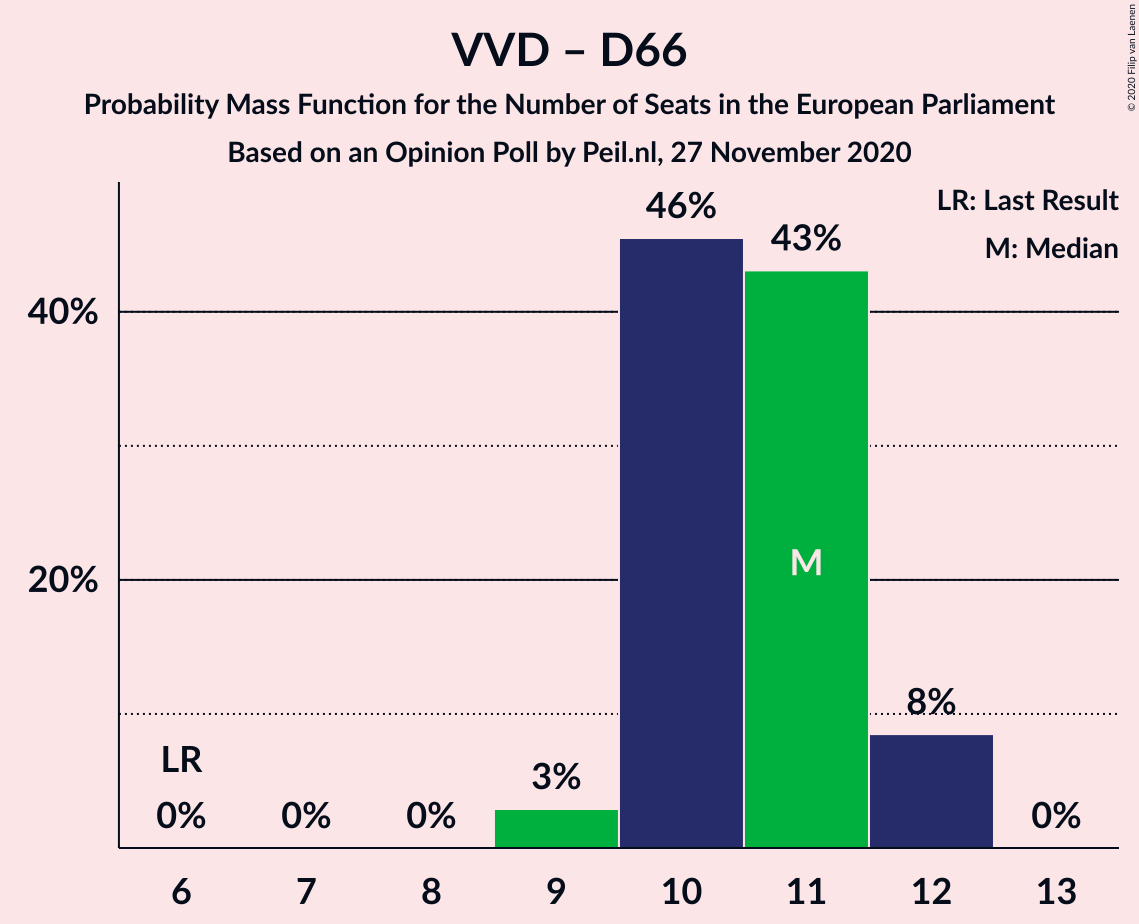 VVD – D66
Probability Mass Function for the Number of Seats in the European Parliament
Based on an Opinion Poll by Peil.nl, 27 November 2020
© 2020 Filip van Laenen
LR: Last Result
M: Median
46%
43%
40%
M
20%
8%
LR
3%
0% 0% 0% 0%
6 7 8 9 10 11 12 13